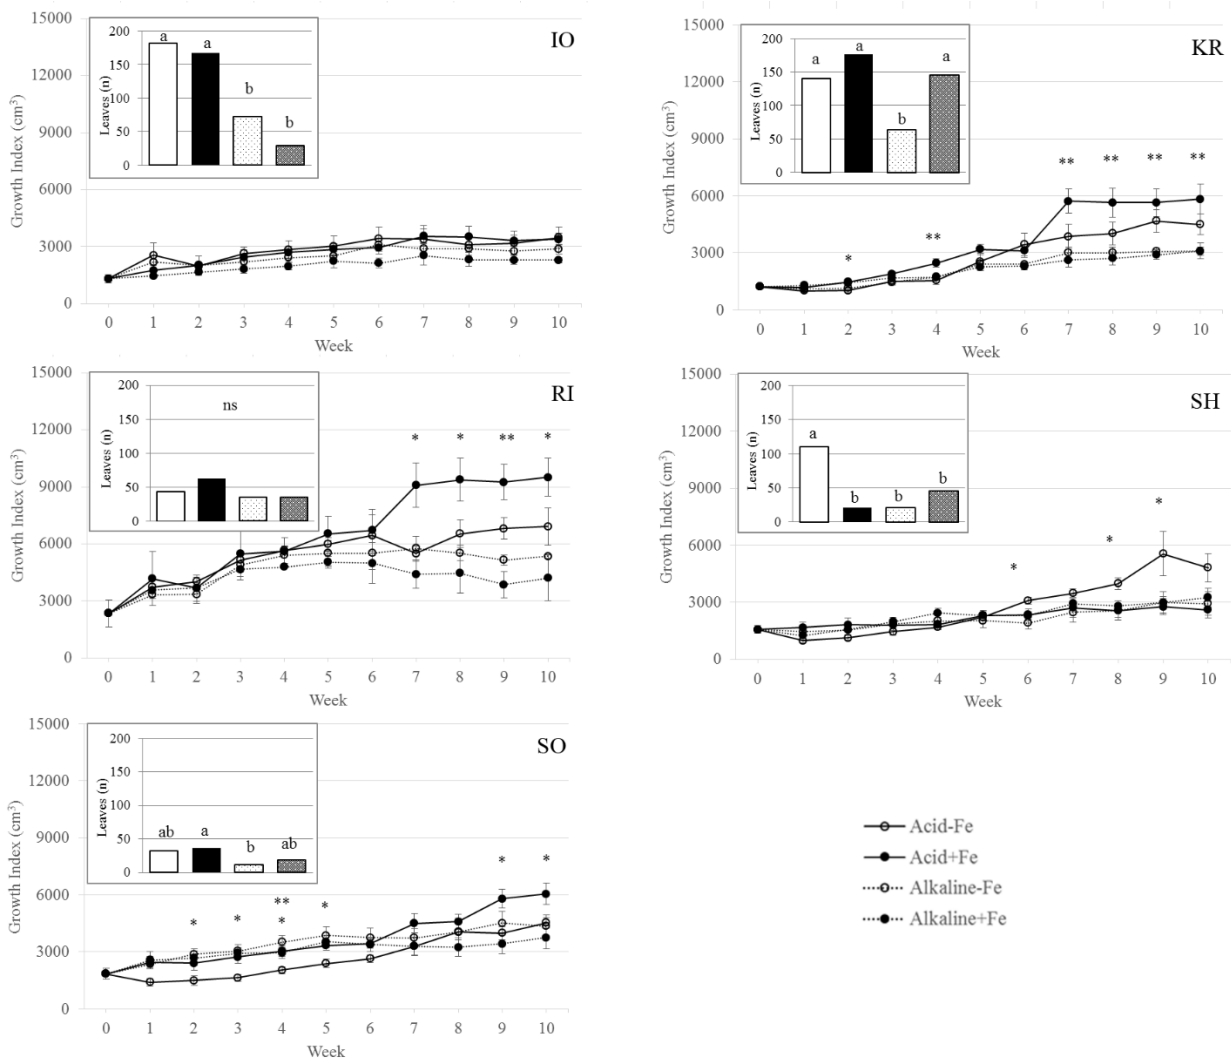 IO
Growth Index (cm³)
15000
12000
9000
6000
3000
0
Leaves (n)
200
150
100
50
0
a a b b
0 1 2 3 4 5 6 7 8 9 10
Week
KR
Growth Index (cm³)
15000
12000
9000
6000
3000
0
Leaves (n)
200
150
100
50
0
a a b a
* ** ** ** ** **
0 1 2 3 4 5 6 7 8 9 10
Week
RI
Growth Index (cm³)
15000
12000
9000
6000
3000
0
Leaves (n)
200
150
100
50
0
ns
* * ** *
0 1 2 3 4 5 6 7 8 9 10
Week
SH
Growth Index (cm³)
15000
12000
9000
6000
3000
0
Leaves (n)
200
150
100
50
0
a b b b
* * *
0 1 2 3 4 5 6 7 8 9 10
Week
SO
Growth Index (cm³)
15000
12000
9000
6000
3000
0
Leaves (n)
200
150
100
50
0
ab a b ab
**
* * * * * *
0 1 2 3 4 5 6 7 8 9 10
Week
Acid-Fe
Acid+Fe
Alkaline-Fe
Alkaline+Fe